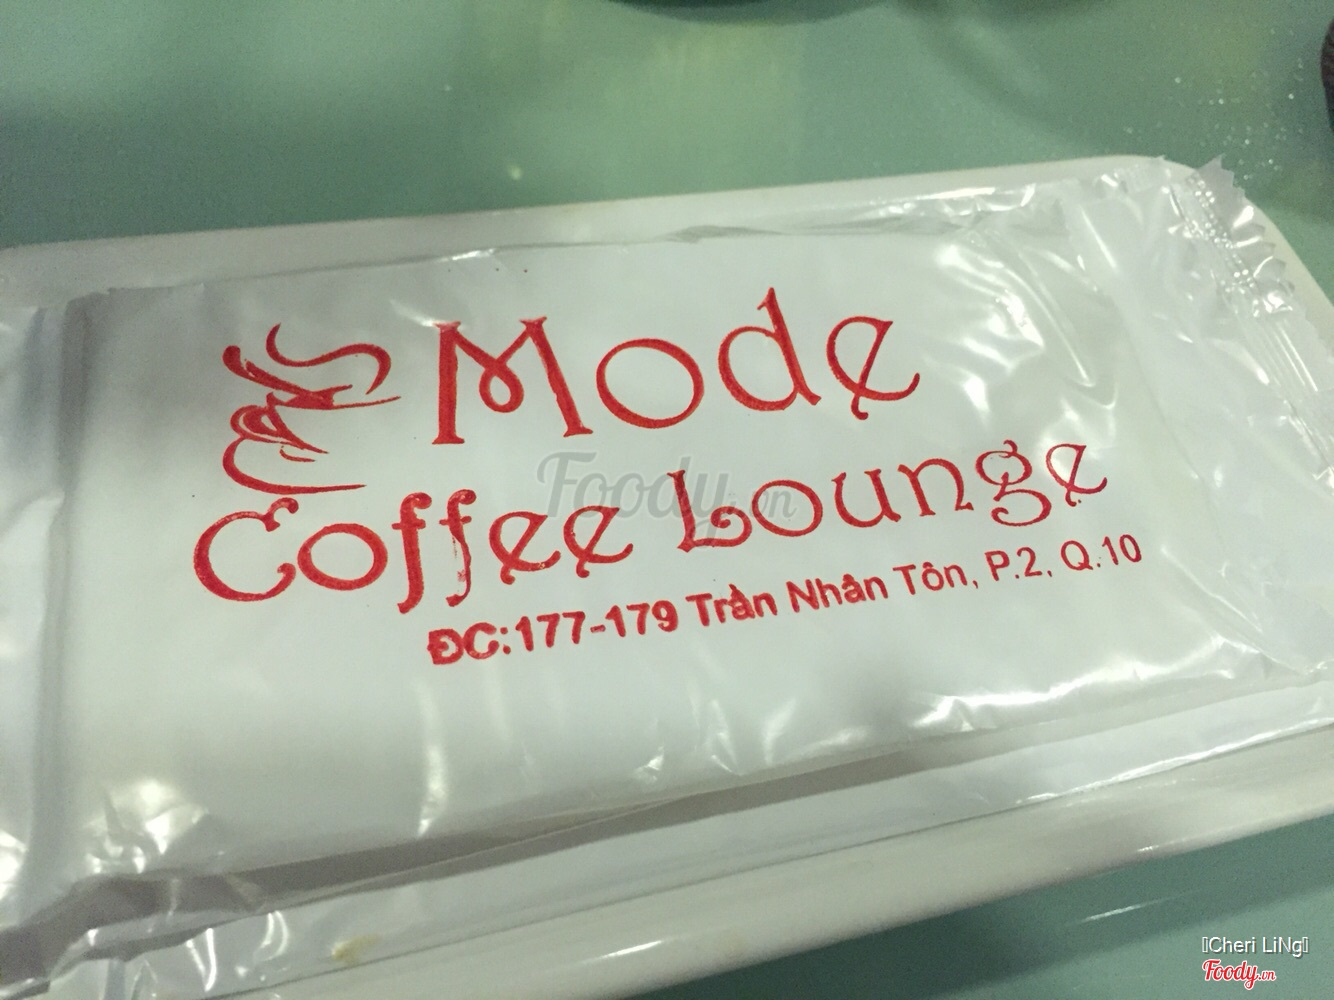 Mode
Coffee Lounge
ĐC:177-179 Trần Nhân Tôn, P.2, Q.10
Foody.vn
Cheri LiNg
Foody.vn